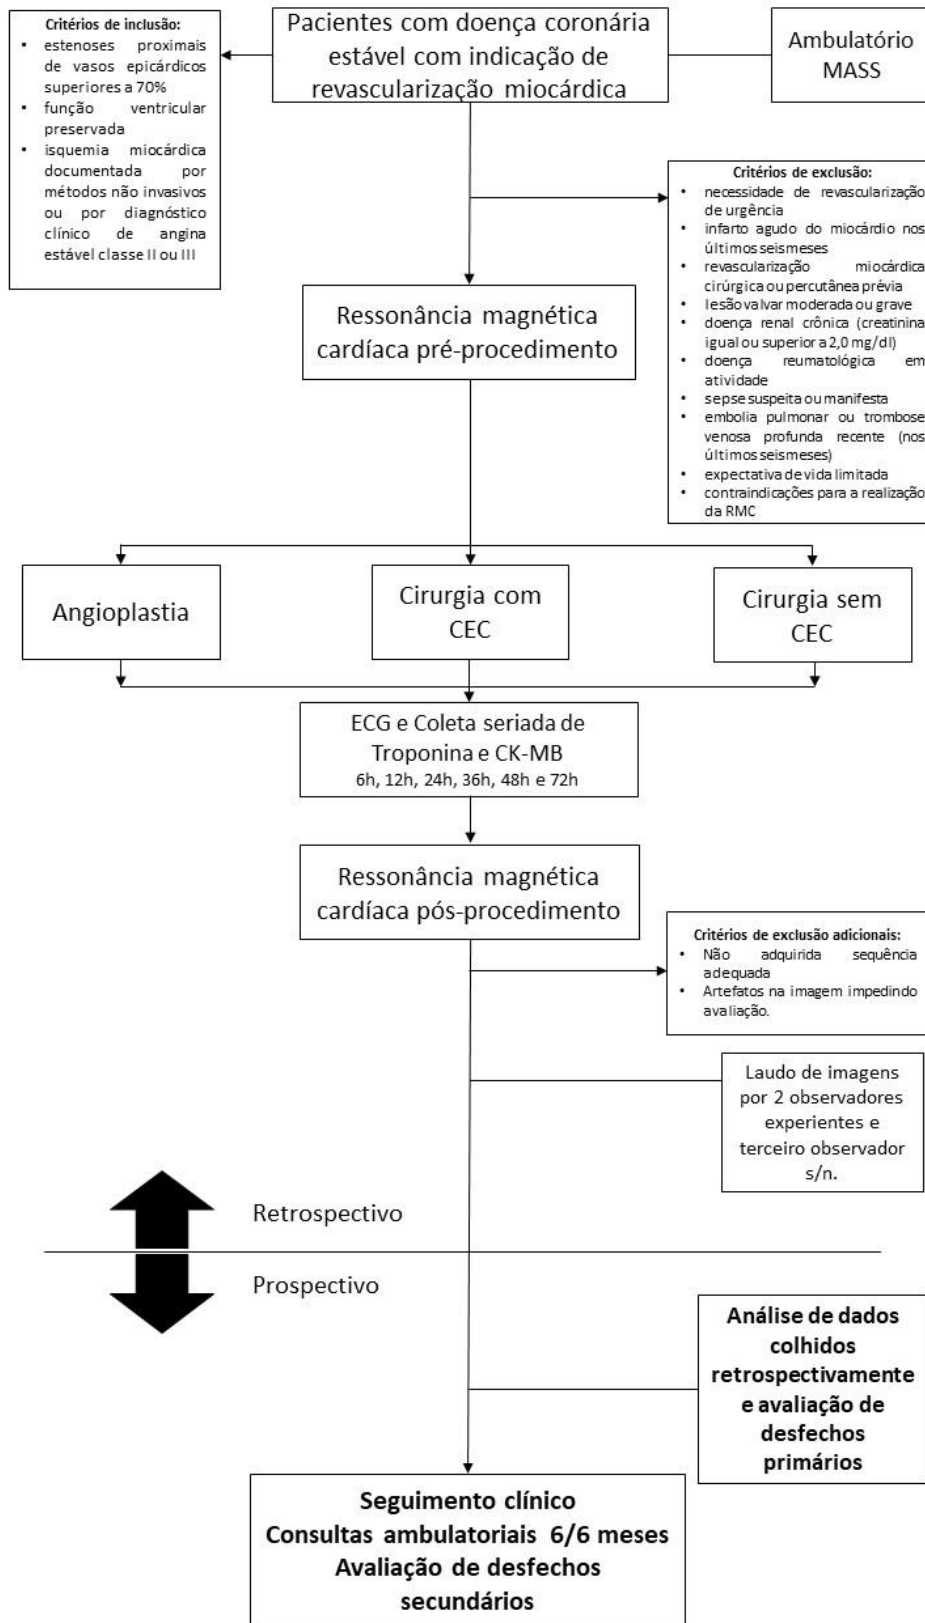 Critérios de inclusão:
• estenoses proximais
de vasos epicárdicos
superiores a 70%
• função ventricular
preservada
• isquemia miocárdica
documentada por
métodos não invasivos
ou por diagnóstico
clínico de angina
estável classe II ou III
Pacientes com doença coronária
estável com indicação de
revascularização miocárdica
Ambulatório
MASS
Critérios de exclusão:
• necessidade de revascularização
de urgência
• infarto agudo do miocárdio nos
últimos seismeses
• revascularização miocárdica
cirúrgica ou percutânea prévia
• lesão valvar moderada ou grave
• doença renal crônica (creatinina
igual ou superior a 2,0 mg/dl)
• doença reumatológica em
atividade
• sepse suspeita ou manifesta
• embolia pulmonar ou trombose
venosa profunda recente (nos
últimos seismeses)
• expectativa de vida limitada
• contraindicações para a realização
da RMC
Ressonância magnética
cardíaca pré-procedimento
Angioplastia
Cirurgia com
CEC
Cirurgia sem
CEC
ECG e Coleta seriada de
Troponina e CK-MB
6h, 12h, 24h, 36h, 48h e 72h
Ressonância magnética
cardíaca pós-procedimento
Critérios de exclusão adicionais:
• Não adquirida sequência
adequada
• Artefatos na imagem impedindo
avaliação.
Laudo de imagens
por 2 observadores
experientes e
terceiro observador
s/n.
Retrospectivo
Prospectivo
Análise de dados
colhidos
retrospectivamente
e avaliação de
desfechos
primários
Seguimento clínico
Consultas ambulatoriais 6/6 meses
Avaliação de desfechos
secundários